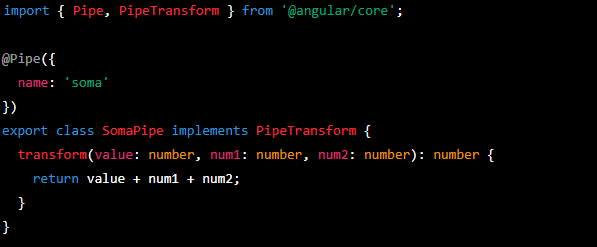 import { Pipe, PipeTransform } from '@angular/core';
@Pipe({
name: 'soma'
})
export class SomaPipe implements PipeTransform {
transform(value: number, num1: number, num2: number): number {
return value + num1 + num2;
}
}